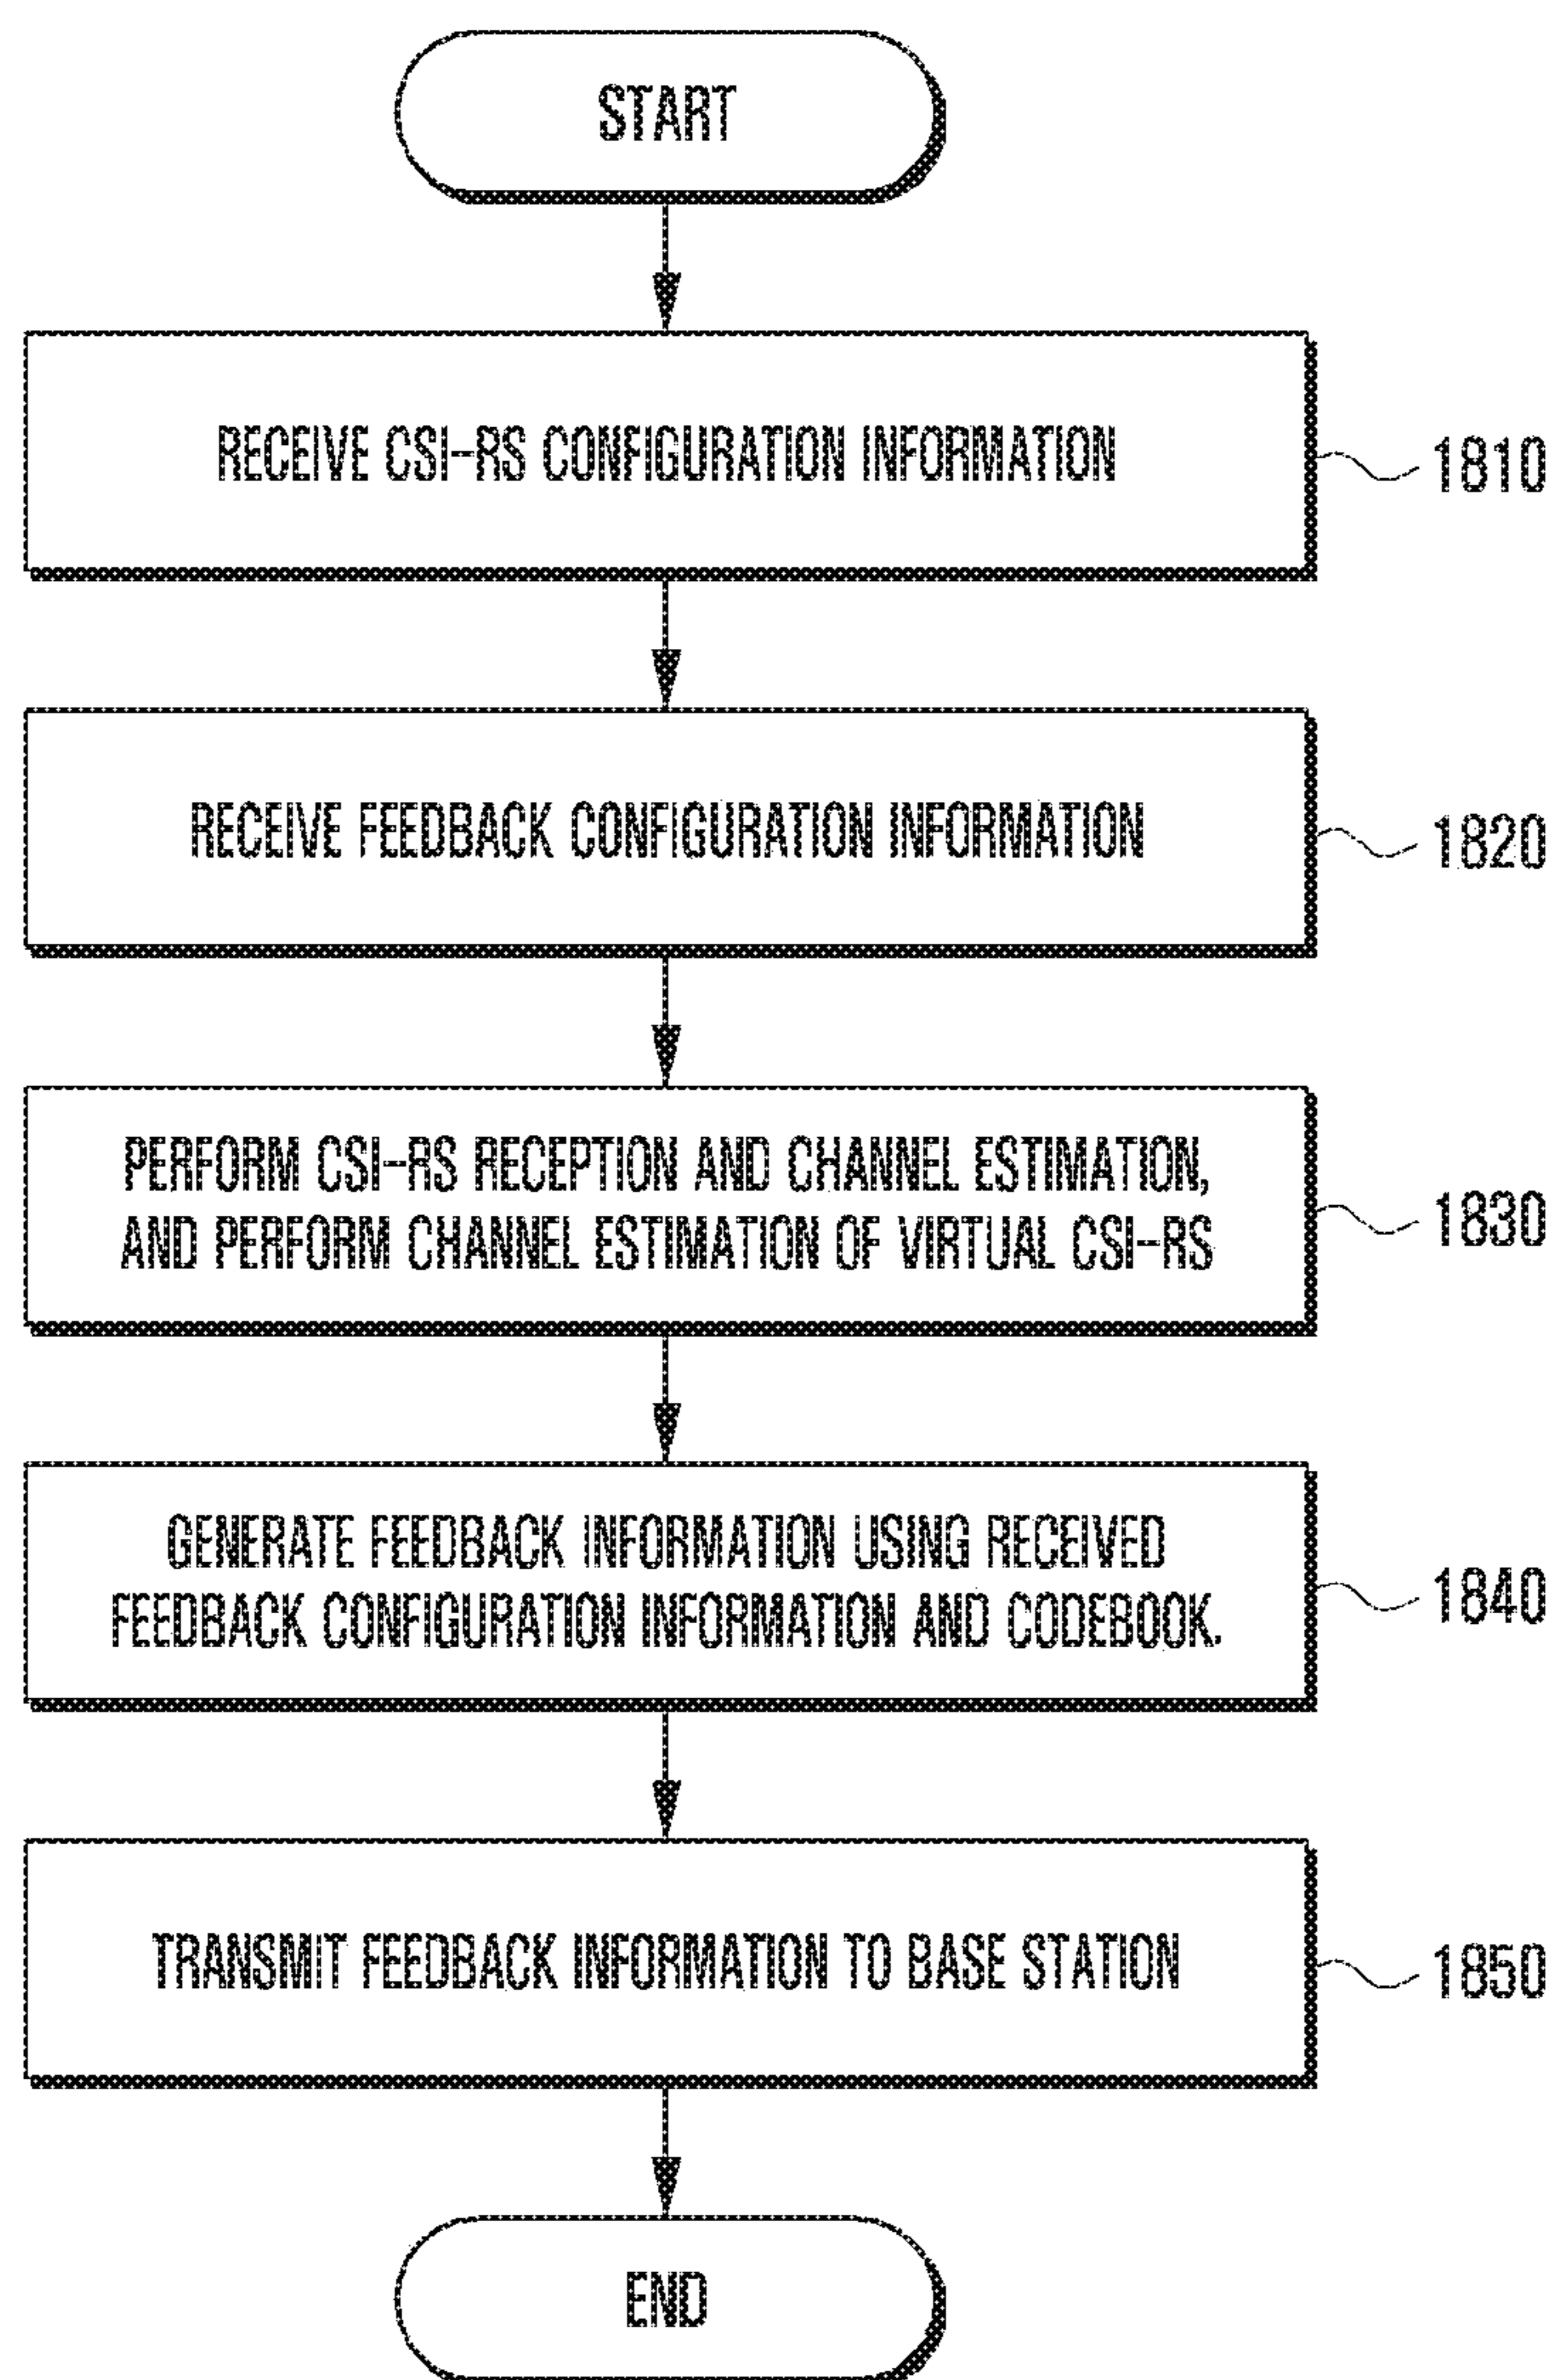 START
RECEIVE CSI-RS CONFIGURATION INFORMATION
1810
RECEIVE FEEDBACK CONFIGURATION INFORMATION
1820
PERFORM CSI-RS RECEPTION AND CHANNEL ESTIMATION,
AND PERFORM CHANNEL ESTIMATION OF VIRTUAL CSI-RS
1830
GENERATE FEEDBACK INFORMATION USING RECEIVED
FEEDBACK CONFIGURATION INFORMATION AND CODEBOOK.
1840
TRANSMIT FEEDBACK INFORMATION TO BASE STATION
1850
END